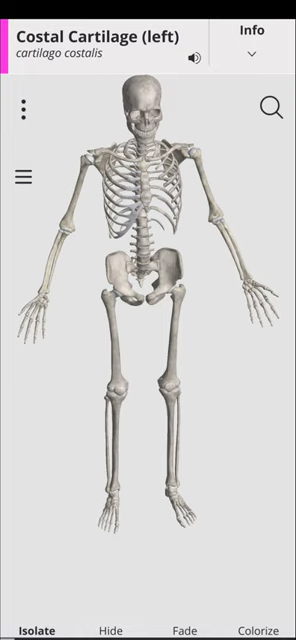 Costal Cartilage (left)
cartilago costalis
Info
Isolate
Hide
Fade
Colorize